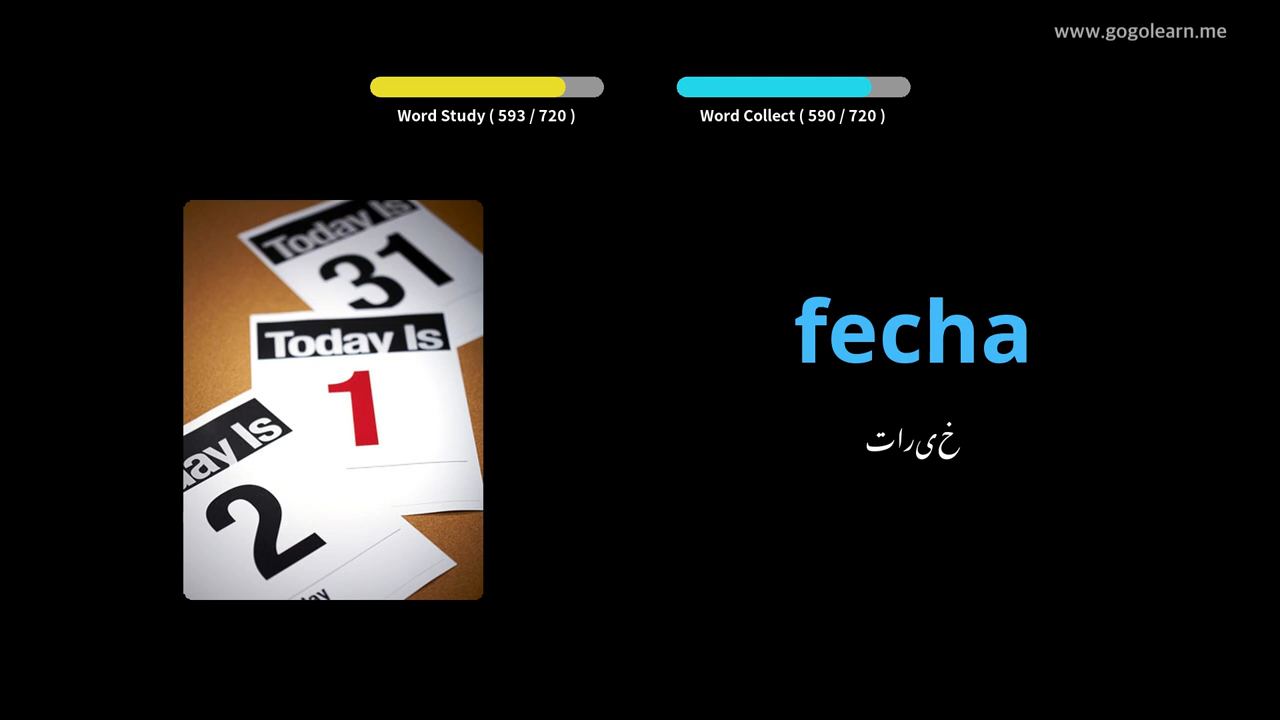 www.gogolearn.me
Word Study ( 593 / 720 )
Word Collect ( 590 / 720 )
Today Is
31
Today Is
1
day Is
2
fecha
خ‌ی‌رات